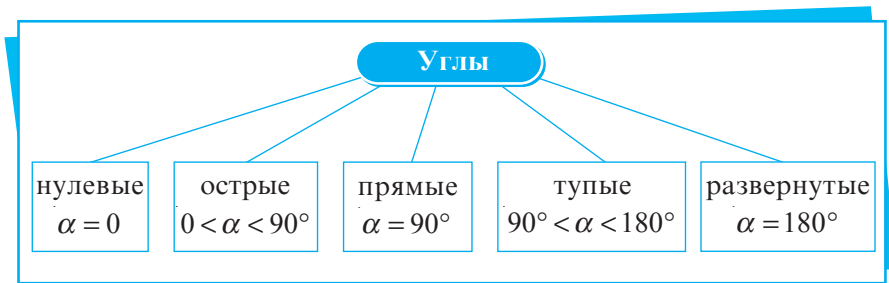 Углы
нулевые
α = 0
острые
0 < α < 90°
прямые
α = 90°
тупые
90° < α < 180°
развернутые
α = 180°